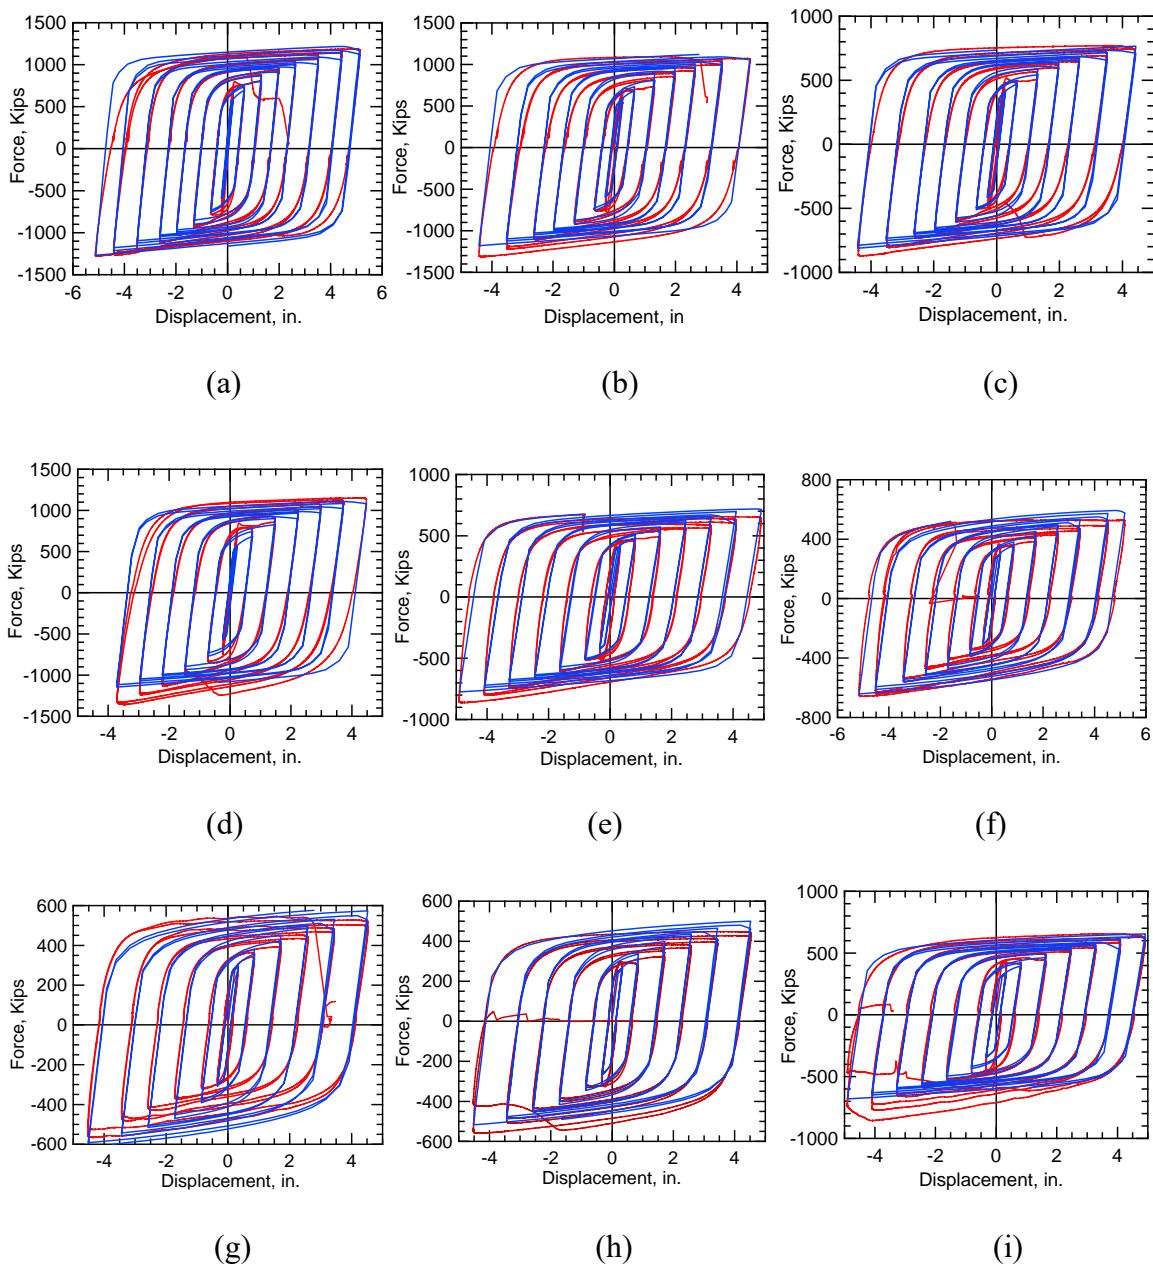 1500
1000
500
0
-500
-1000
-1500
Force, Kips
-6 -4 -2 0 2 4 6
Displacement, in.
(a)
1500
1000
500
0
-500
-1000
-1500
Force, Kips
-4 -2 0 2 4
Displacement, in
(b)
1000
500
0
-500
-1000
Force, Kips
-4 -2 0 2 4
Displacement, in.
(c)
1500
1000
500
0
-500
-1000
-1500
Force, Kips
-4 -2 0 2 4
Displacement, in.
(d)
1000
500
0
-500
-1000
Force, Kips
-4 -2 0 2 4
Displacement, in.
(e)
800
400
0
-400
-800
Force, Kips
-6 -4 -2 0 2 4 6
Displacement, in.
(f)
600
400
200
0
-200
-400
-600
Force, Kips
-4 -2 0 2 4
Displacement, in.
(g)
600
400
200
0
-200
-400
-600
Force, Kips
-4 -2 0 2 4
Displacement, in.
(h)
1000
500
0
-500
-1000
Force, Kips
-4 -2 0 2 4
Displacement, in.
(i)